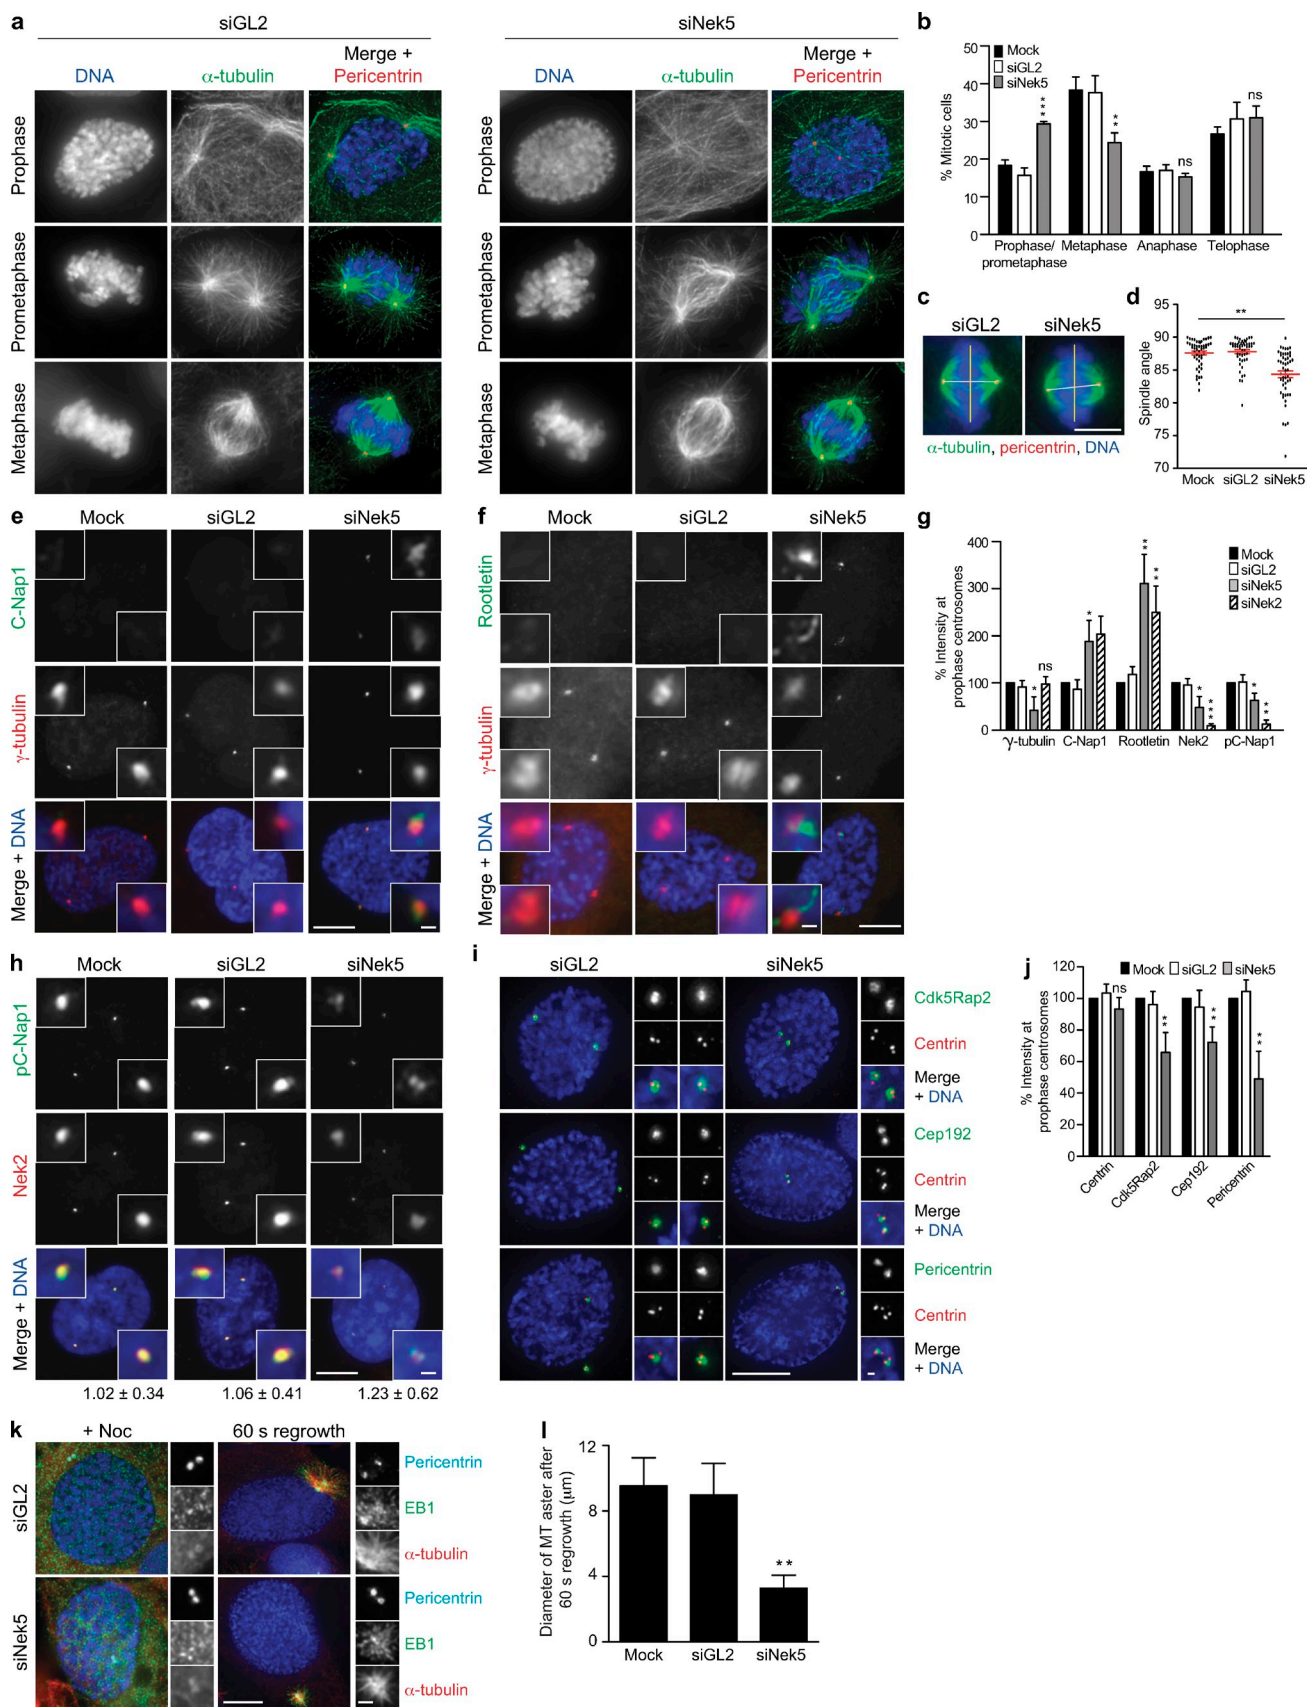 a
siGL2
DNA
α-tubulin
Merge +
Pericentrin
Prophase
Prometaphase
Metaphase
siNek5
DNA
α-tubulin
Merge +
Pericentrin
Prophase
Prometaphase
Metaphase
b
% Mitotic cells
50
40
30
20
10
0
Mock
siGL2
siNek5
***
**
ns
ns
Prophase/
prometaphase
Metaphase
Anaphase
Telophase
c
siGL2
siNek5
α-tubulin, pericentrin, DNA
d
Spindle angle
95
90
85
80
75
70
**
Mock
siGL2
siNek5
e
Mock
siGL2
siNek5
C-Nap1
γ-tubulin
Merge + DNA
f
Mock
siGL2
siNek5
Rootletin
γ-tubulin
Merge + DNA
g
% Intensity at
prophase centrosomes
400
300
200
100
0
Mock
siGL2
siNek5
siNek2
*
ns
*
**
**
*
***
*
**
γ-tubulin
C-Nap1
Rootletin
Nek2
pC-Nap1
h
Mock
siGL2
siNek5
pC-Nap1
Nek2
Merge + DNA
1.02 ± 0.34
1.06 ± 0.41
1.23 ± 0.62
i
siGL2
siNek5
Cdk5Rap2
Centrin
Merge
+ DNA
Cep192
Centrin
Merge
+ DNA
Pericentrin
Centrin
Merge
+ DNA
j
% Intensity at
prophase centrosomes
120
100
80
60
40
20
0
Mock
siGL2
siNek5
ns
**
**
**
Centrin
Cdk5Rap2
Cep192
Pericentrin
k
+ Noc
60 s regrowth
siGL2
Pericentrin
EB1
α-tubulin
siNek5
Pericentrin
EB1
α-tubulin
l
Diameter of MT aster after
60 s regrowth (μm)
12
8
4
0
**
Mock
siGL2
siNek5